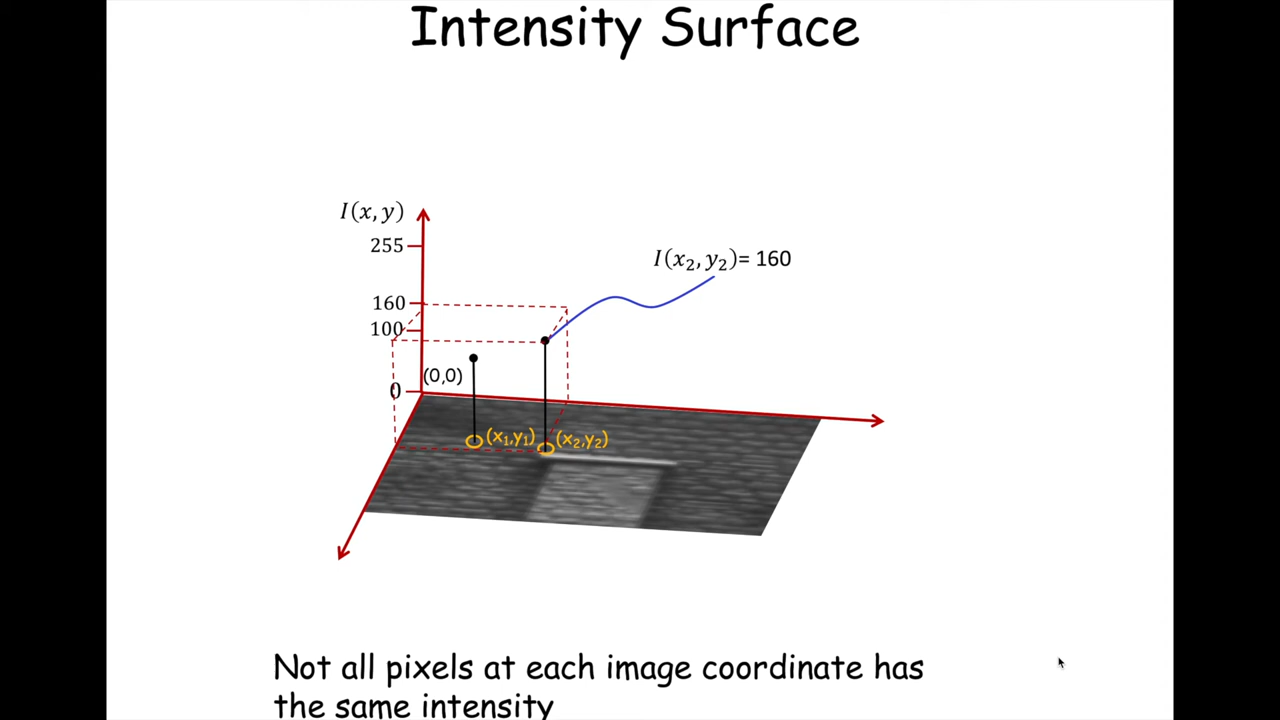 Intensity Surface
I(x, y)
255
I(x₂, y₂)= 160
160
100
(0,0)
0
(x₁,y₁)
(x₂,y₂)
Not all pixels at each image coordinate has
the same intensity